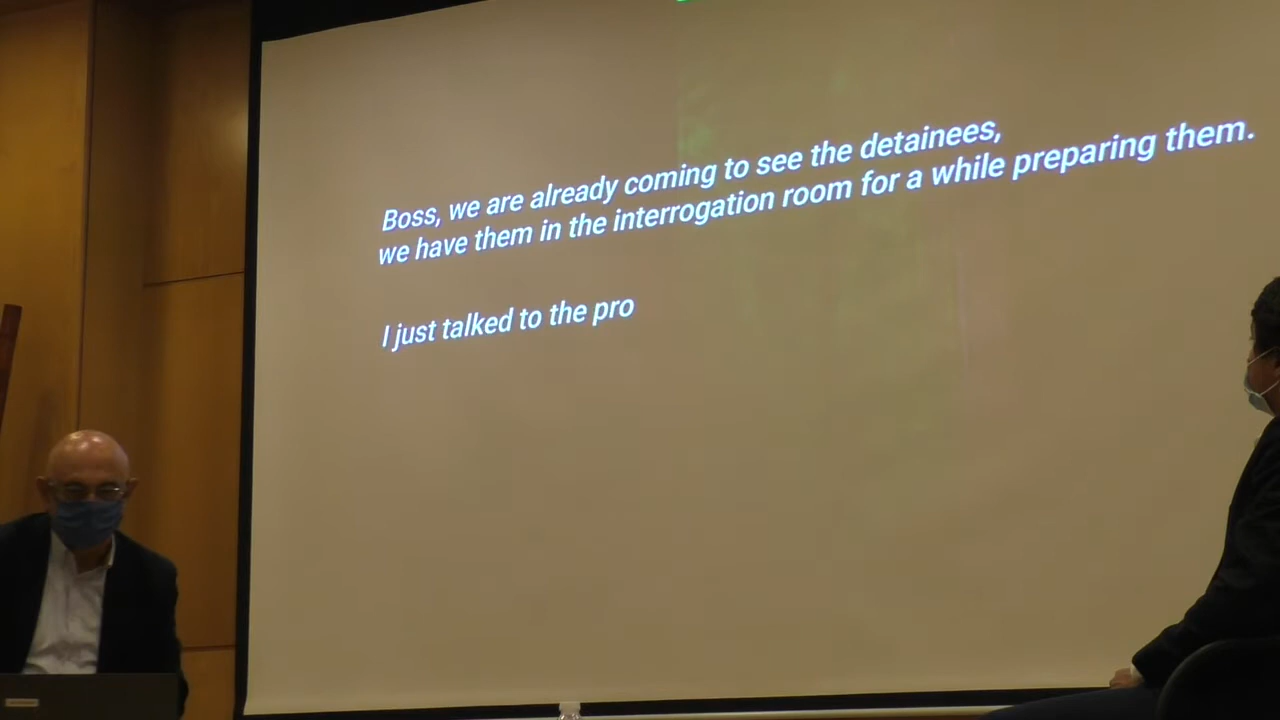 Boss, we are already coming to see the detainees,
we have them in the interrogation room for a while preparing them.
I just talked to the pro